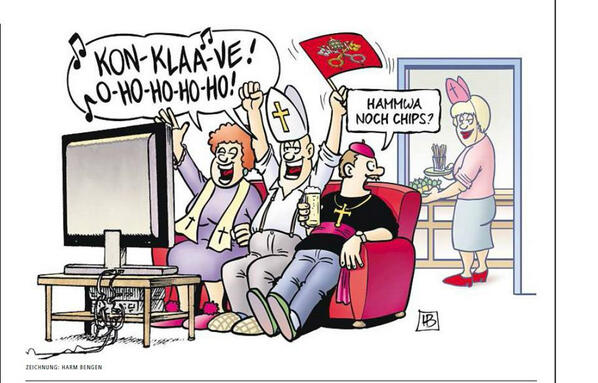 KON-KLAA-VE!
O-HO-HO-HO-HO!
HAMMWA
NOCH CHIPS?
HB
ZEICHNUNG: HARM BENGEN